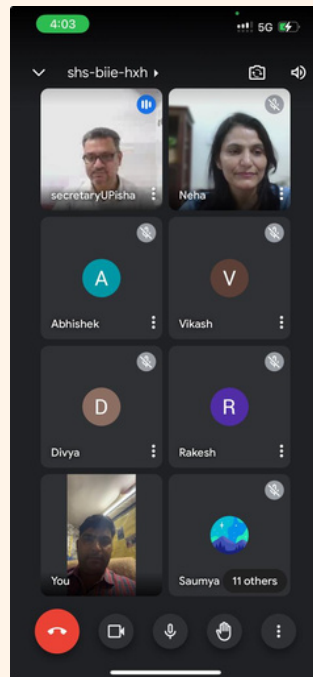 4:03
5G
shs-biie-hxh
secretaryUPisha
Neha
A
V
Abhishek
Vikash
D
R
Divya
Rakesh
You
Saumya
11 others